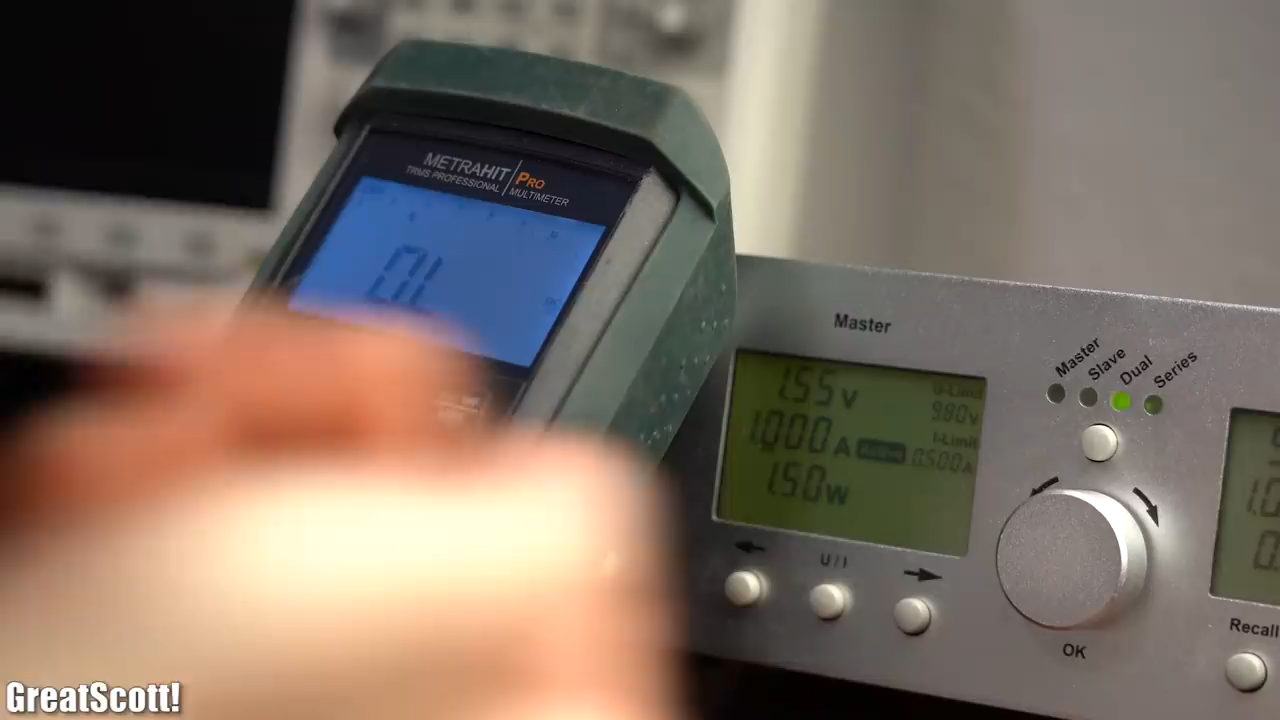 METRAHIT PRO
TRMS PROFESSIONAL MULTIMETER
OL
Master
1.55 V
U-Limit
9.80 V
1.000 A
I-Limit
0.500 A
1.50 W
Master
Slave
Dual
Series
U / I
OK
Recall
GreatScott!